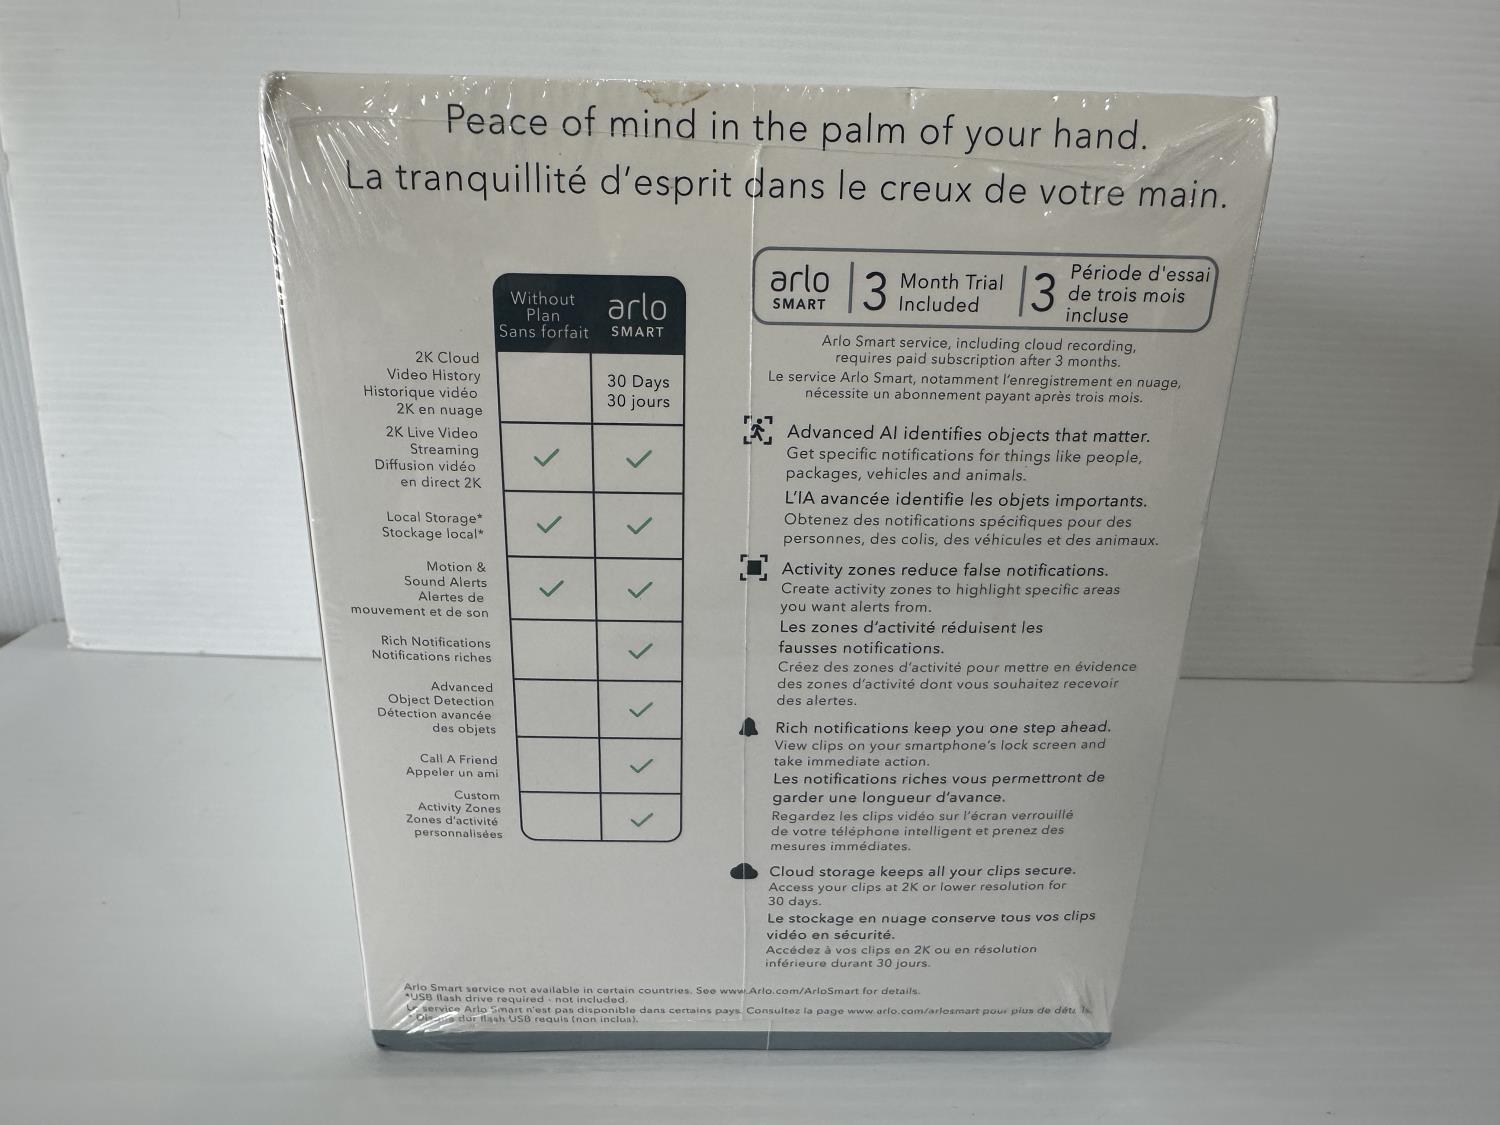 Peace of mind in the palm of your hand.
La tranquillité d'esprit dans le creux de votre main.
Without
Plan
Sans forfait
arlo
SMART
2K Cloud
Video History
Historique vidéo
2K en nuage
30 Days
30 jours
2K Live Video
Streaming
Diffusion vidéo
en direct 2K
Local Storage*
Stockage local*
Motion &
Sound Alerts
Alertes de
mouvement et de son
Rich Notifications
Notifications riches
Advanced
Object Detection
Détection avancée
des objets
Call A Friend
Appeler un ami
Custom
Activity Zones
Zones d'activité
personnalisées
arlo
SMART
3
Month Trial
Included
3
Période d'essai
de trois mois
incluse
Arlo Smart service, including cloud recording,
requires paid subscription after 3 months.
Le service Arlo Smart, notamment l'enregistrement en nuage,
nécessite un abonnement payant après trois mois.
Advanced AI identifies objects that matter.
Get specific notifications for things like people,
packages, vehicles and animals.
L'IA avancée identifie les objets importants.
Obtenez des notifications spécifiques pour des
personnes, des colis, des véhicules et des animaux.
Activity zones reduce false notifications.
Create activity zones to highlight specific areas
you want alerts from.
Les zones d'activité réduisent les
fausses notifications.
Créez des zones d'activité pour mettre en évidence
des zones d'activité dont vous souhaitez recevoir
des alertes.
Rich notifications keep you one step ahead.
View clips on your smartphone's lock screen and
take immediate action.
Les notifications riches vous permettront de
garder une longueur d'avance.
Regardez les clips vidéo sur l'écran verrouillé
de votre téléphone intelligent et prenez des
mesures immédiates.
Cloud storage keeps all your clips secure.
Access your clips at 2K or lower resolution for
30 days.
Le stockage en nuage conserve tous vos clips
vidéo en sécurité.
Accédez à vos clips en 2K ou en résolution
inférieure durant 30 jours.
Arlo Smart service not available in certain countries. See www.Arlo.com/ArloSmart for details.
*USB flash drive required - not included.
Le service Arlo Smart n'est pas disponible dans certains pays. Consultez la page www.arlo.com/arlosmart pour plus de
dur flash USB requis (non inclus).